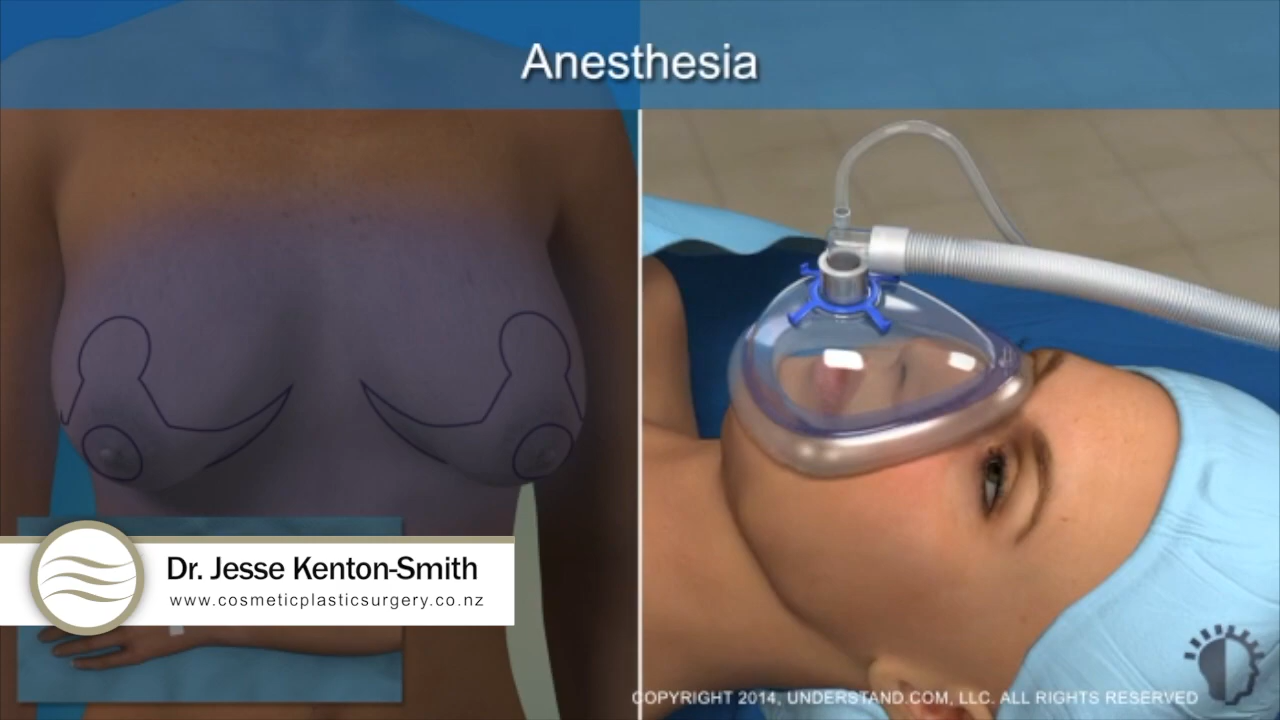 Anesthesia
Dr. Jesse Kenton-Smith
www.cosmeticplasticsurgery.co.nz
COPYRIGHT 2014, UNDERSTAND.COM, LLC. ALL RIGHTS RESERVED